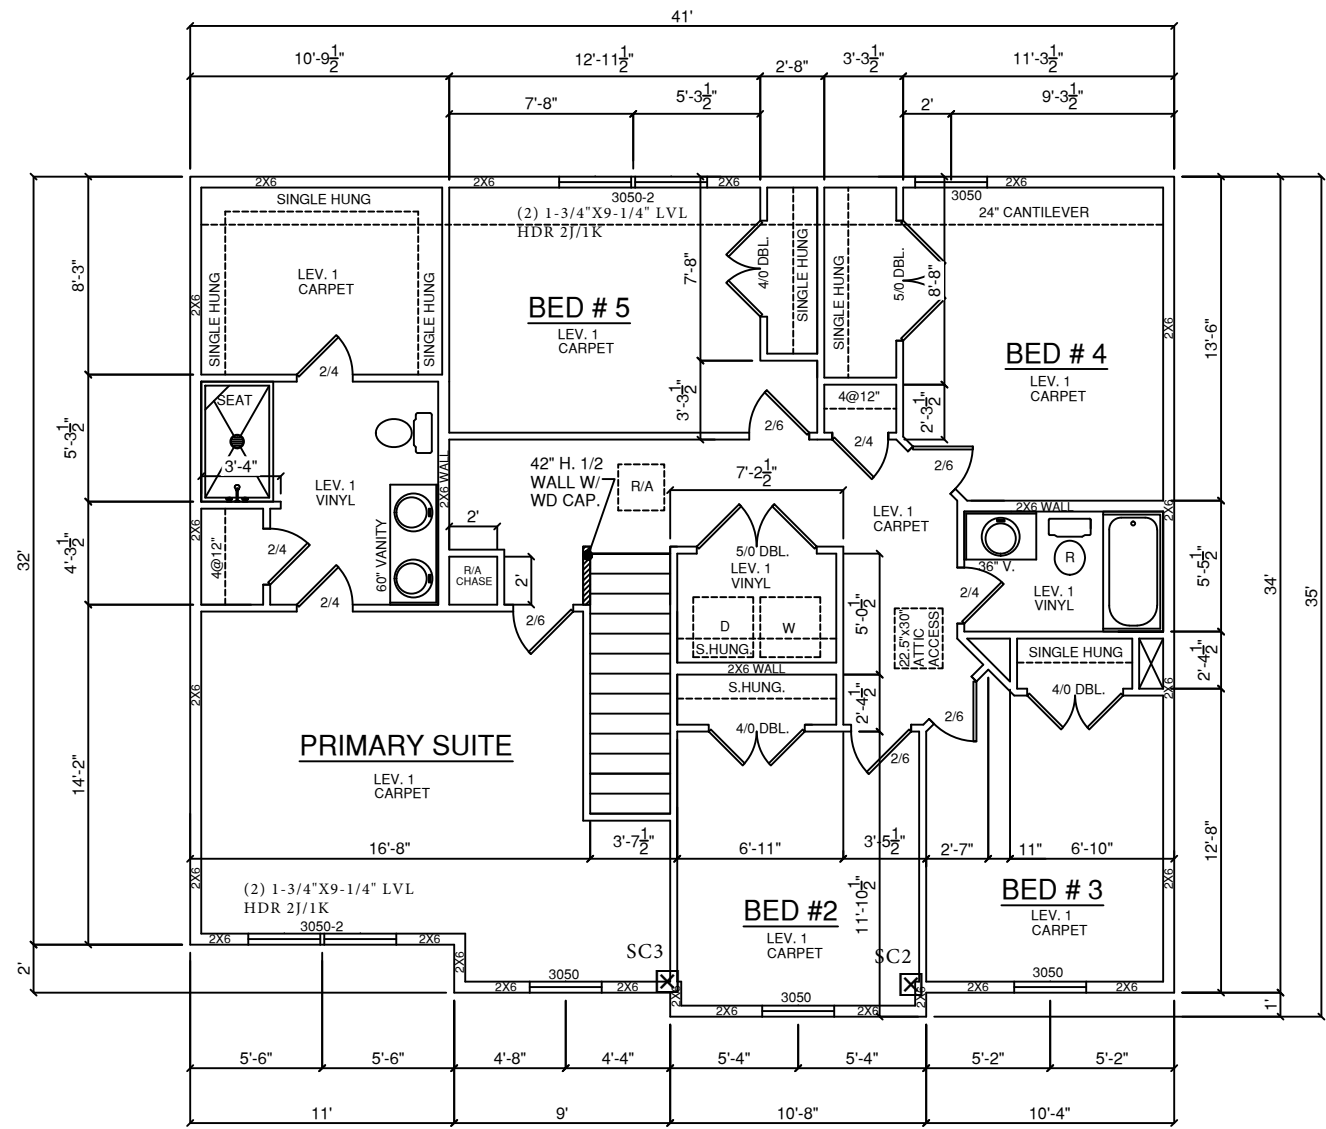 41'
10'-9 1/2" 12'-11 1/2" 2'-8" 3'-3 1/2" 11'-3 1/2"
7'-8" 5'-3 1/2" 2' 9'-3 1/2"
2X6 2X6 2X6 2X6
SINGLE HUNG 3050-2 3050
(2) 1-3/4"X9-1/4" LVL
HDR 2J/1K
24" CANTILEVER
8'-3"
2X6
SINGLE HUNG
LEV. 1
CARPET
SINGLE HUNG
BED # 5
LEV. 1
CARPET
7'-8"
4/0 DBL.
SINGLE HUNG
SINGLE HUNG
5/0 DBL.
8'-8"
BED # 4
LEV. 1
CARPET
2X6
13'-6"
2/4
SEAT
5'-3 1/2"
3'-4"
LEV. 1
VINYL
2X6 WALL
3'-3 1/2"
2/6
4@12"
2/4
2'-3 1/2"
2/6
42" H. 1/2
WALL W/
WD CAP.
R/A
7'-2 1/2"
LEV. 1
CARPET
2X6 WALL
2X6
32'
4'-3 1/2"
2X6
4@12"
2/4
60" VANITY
2'
R/A
CHASE
2'
2/4
2/6
5/0 DBL.
LEV. 1
VINYL
D
W
S.HUNG.
2X6 WALL
5'-0 1/2"
22.5"x30"
ATTIC
ACCESS
36" V.
R
2/4
LEV. 1
VINYL
5'-5 1/2"
34'
35'
SINGLE HUNG
4/0 DBL.
2'-4 1/2"
2X6
2X6
S.HUNG.
4/0 DBL.
2'-4 1/2"
2/6
2/6
PRIMARY SUITE
LEV. 1
CARPET
14'-2"
16'-8" 3'-7 1/2" 6'-11" 3'-5 1/2" 2'-7" 11" 6'-10"
12'-8"
2X6
2X6
(2) 1-3/4"X9-1/4" LVL
HDR 2J/1K
11'-10 1/2"
BED #2
LEV. 1
CARPET
BED # 3
LEV. 1
CARPET
3050-2
2X6 2X6
SC3
SC2
2'
2X6
3050
2X6 2X6
2X6
3050
2X6 2X6
2X6
3050
2X6 2X6
1'
5'-6" 5'-6" 4'-8" 4'-4" 5'-4" 5'-4" 5'-2" 5'-2"
11' 9' 10'-8" 10'-4"